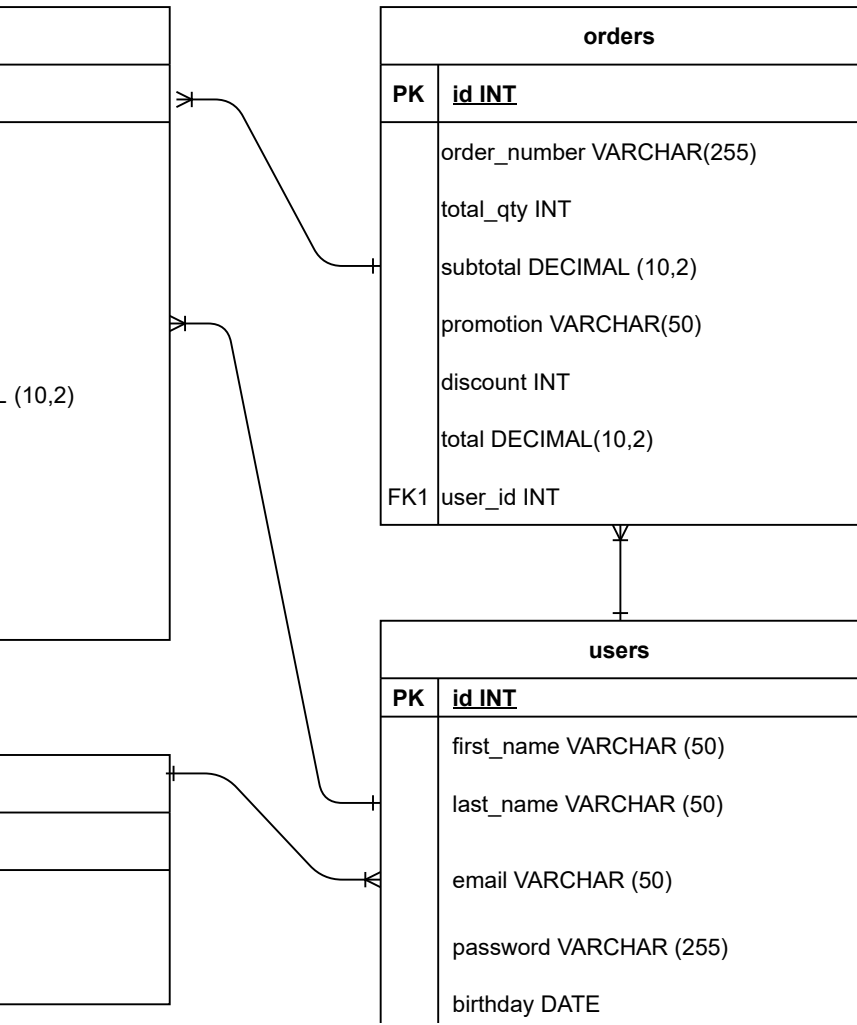 orders
PK id INT
order_number VARCHAR(255)
total_qty INT
subtotal DECIMAL (10,2)
promotion VARCHAR(50)
discount INT
total DECIMAL(10,2)
FK1 user_id INT
(10,2)
users
PK id INT
first_name VARCHAR (50)
last_name VARCHAR (50)
email VARCHAR (50)
password VARCHAR (255)
birthday DATE